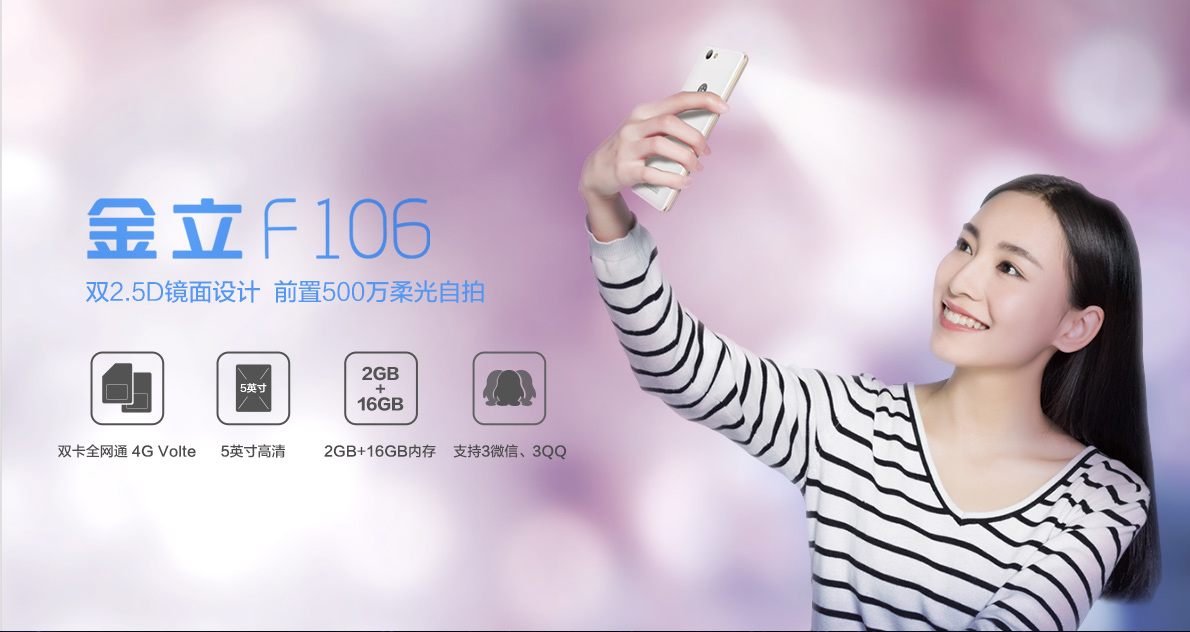 金立 F106
双2.5D镜面设计 前置500万柔光自拍
5英寸
2GB
+
16GB
双卡全网通 4G Volte
5英寸高清
2GB+16GB内存
支持3微信、3QQ